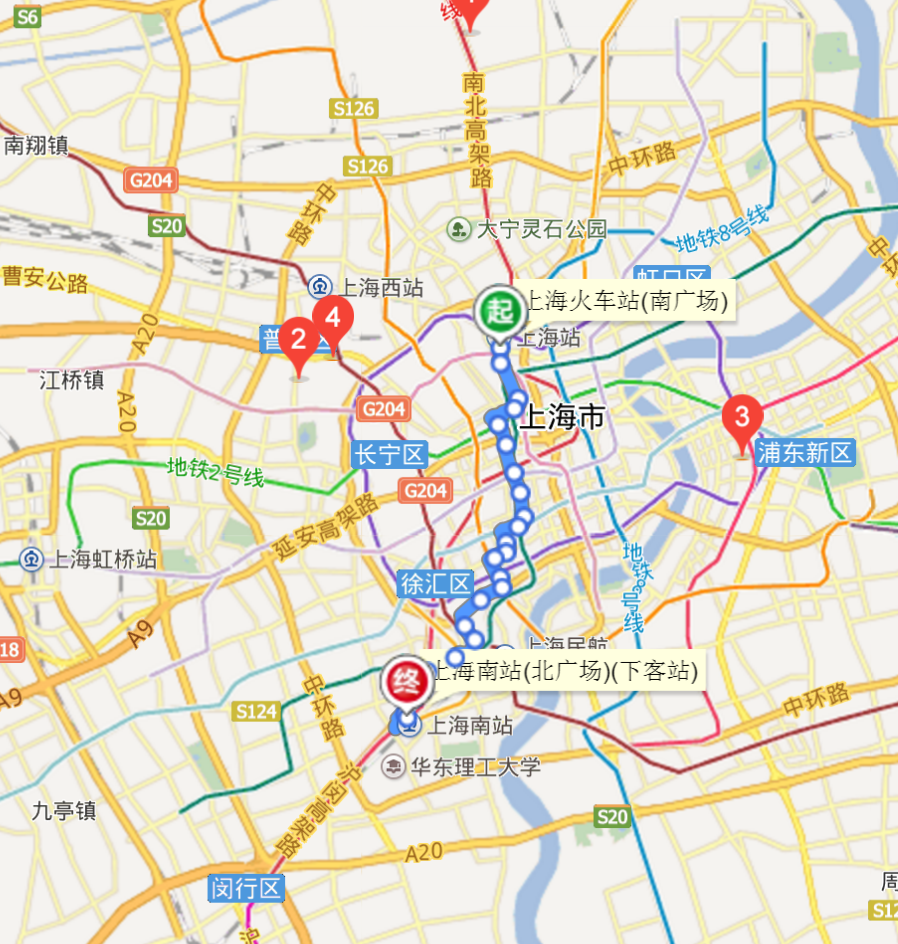 S6
线
南北高架路
S126
中环路
南翔镇
S126
G204
中环路
S20
大宁灵石公园
地铁8号线
中环
曹安公路
上海西站
虹口区
起
上海火车站(南广场)
A20
普
4
2
上海站
江桥镇
A20
G204
上海市
3
长宁区
浦东新区
地铁2号线
G204
S20
延安高架路
上海虹桥站
地铁8号线
徐汇区
A9
18
上海民航
终
上海南站(北广场)(下客站)
A9
中环路
S124
中环路
上海南站
华东理工大学
沪闵高架路
九亭镇
S20
A20
闵行区
周
S12